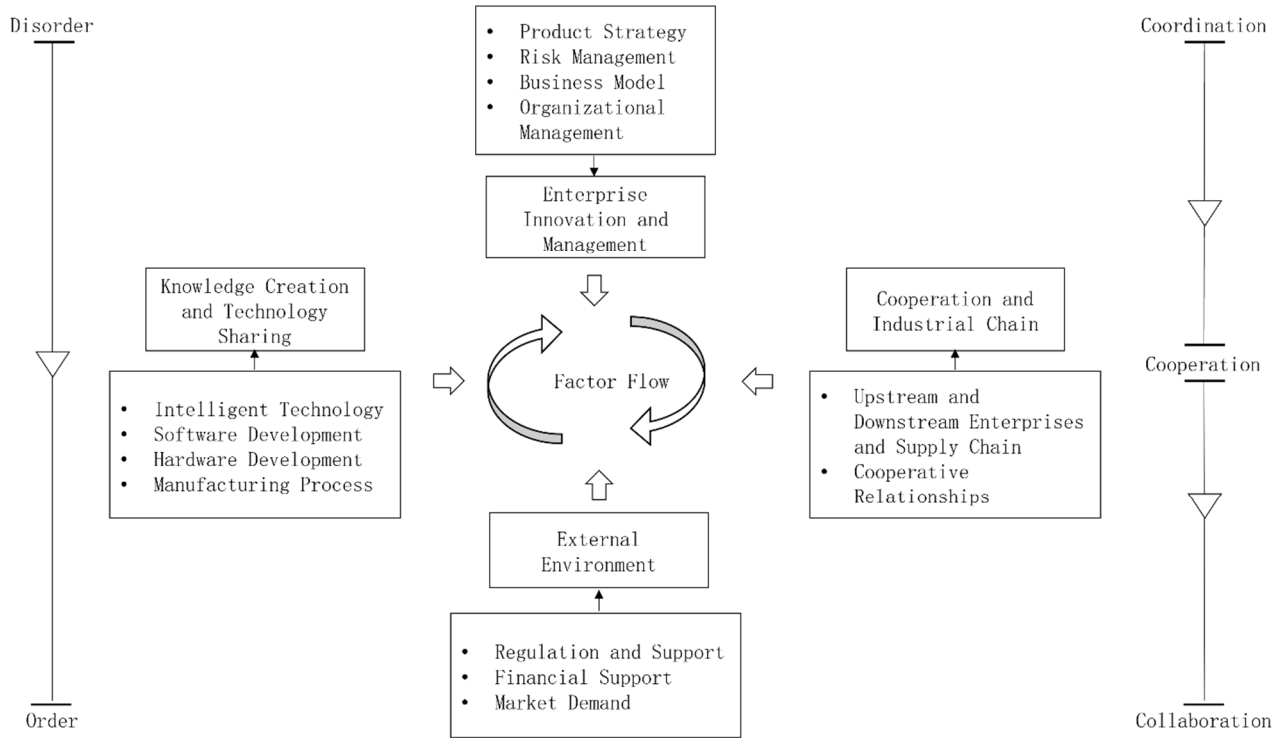 Disorder
Order
• Product Strategy
• Risk Management
• Business Model
• Organizational
Management
Enterprise
Innovation and
Management
Knowledge Creation
and Technology
Sharing
• Intelligent Technology
• Software Development
• Hardware Development
• Manufacturing Process
Factor Flow
Cooperation and
Industrial Chain
• Upstream and
Downstream Enterprises
and Supply Chain
• Cooperative
Relationships
External
Environment
• Regulation and Support
• Financial Support
• Market Demand
Coordination
Cooperation
Collaboration